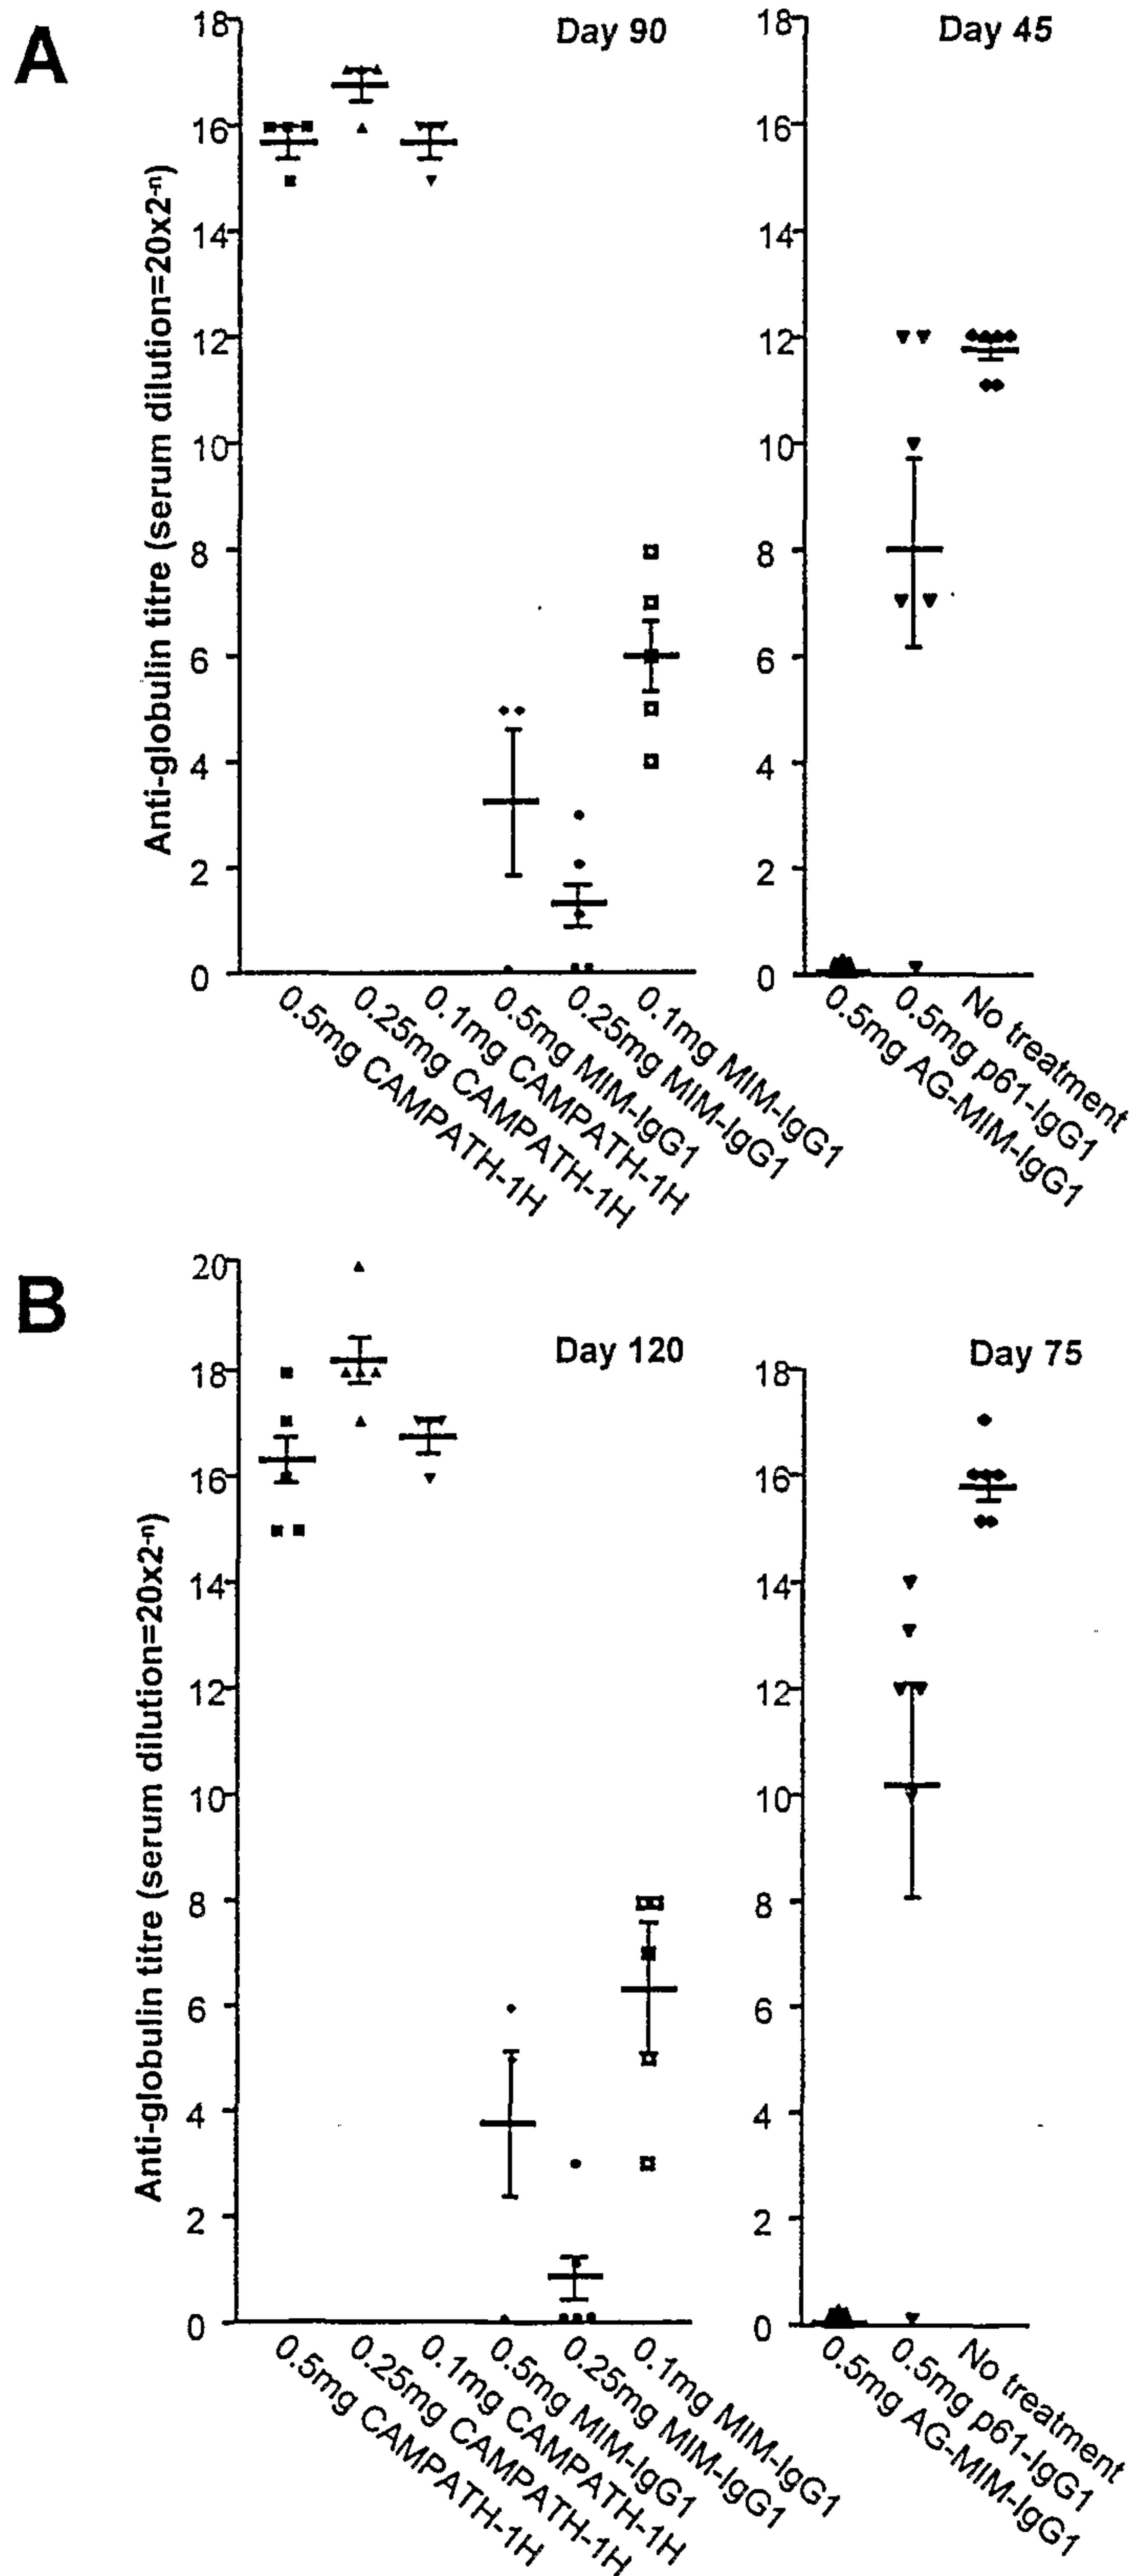 A
Day 90
Day 45
Anti-globulin titre (serum dilution=20x2⁻ⁿ)
18
16
14
12
10
8
6
4
2
0
0.5mg CAMPATH-1H
0.25mg CAMPATH-1H
0.1mg CAMPATH-1H
0.5mg MIM-IgG1
0.25mg MIM-IgG1
0.1mg MIM-IgG1
18
16
14
12
10
8
6
4
2
0
0.5mg AG-MIM-IgG1
0.5mg p61-IgG1
No treatment
B
Day 120
Day 75
Anti-globulin titre (serum dilution=20x2⁻ⁿ)
20
18
16
14
12
10
8
6
4
2
0
0.5mg CAMPATH-1H
0.25mg CAMPATH-1H
0.1mg CAMPATH-1H
0.5mg MIM-IgG1
0.25mg MIM-IgG1
0.1mg MIM-IgG1
18
16
14
12
10
8
6
4
2
0
0.5mg AG-MIM-IgG1
0.5mg p61-IgG1
No treatment